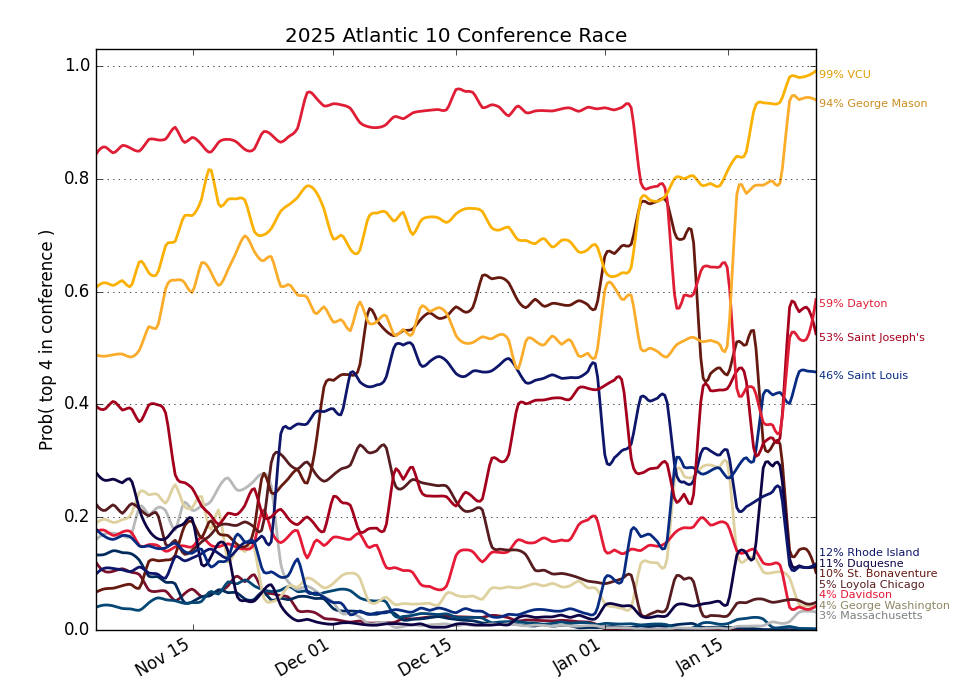 2025 Atlantic 10 Conference Race
Prob( top 4 in conference )
1.0
0.8
0.6
0.4
0.2
0.0
Nov 15
Dec 01
Dec 15
Jan 01
Jan 15
99% VCU
94% George Mason
59% Dayton
53% Saint Joseph's
46% Saint Louis
12% Rhode Island
11% Duquesne
10% St. Bonaventure
5% Loyola Chicago
4% Davidson
4% George Washington
3% Massachusetts